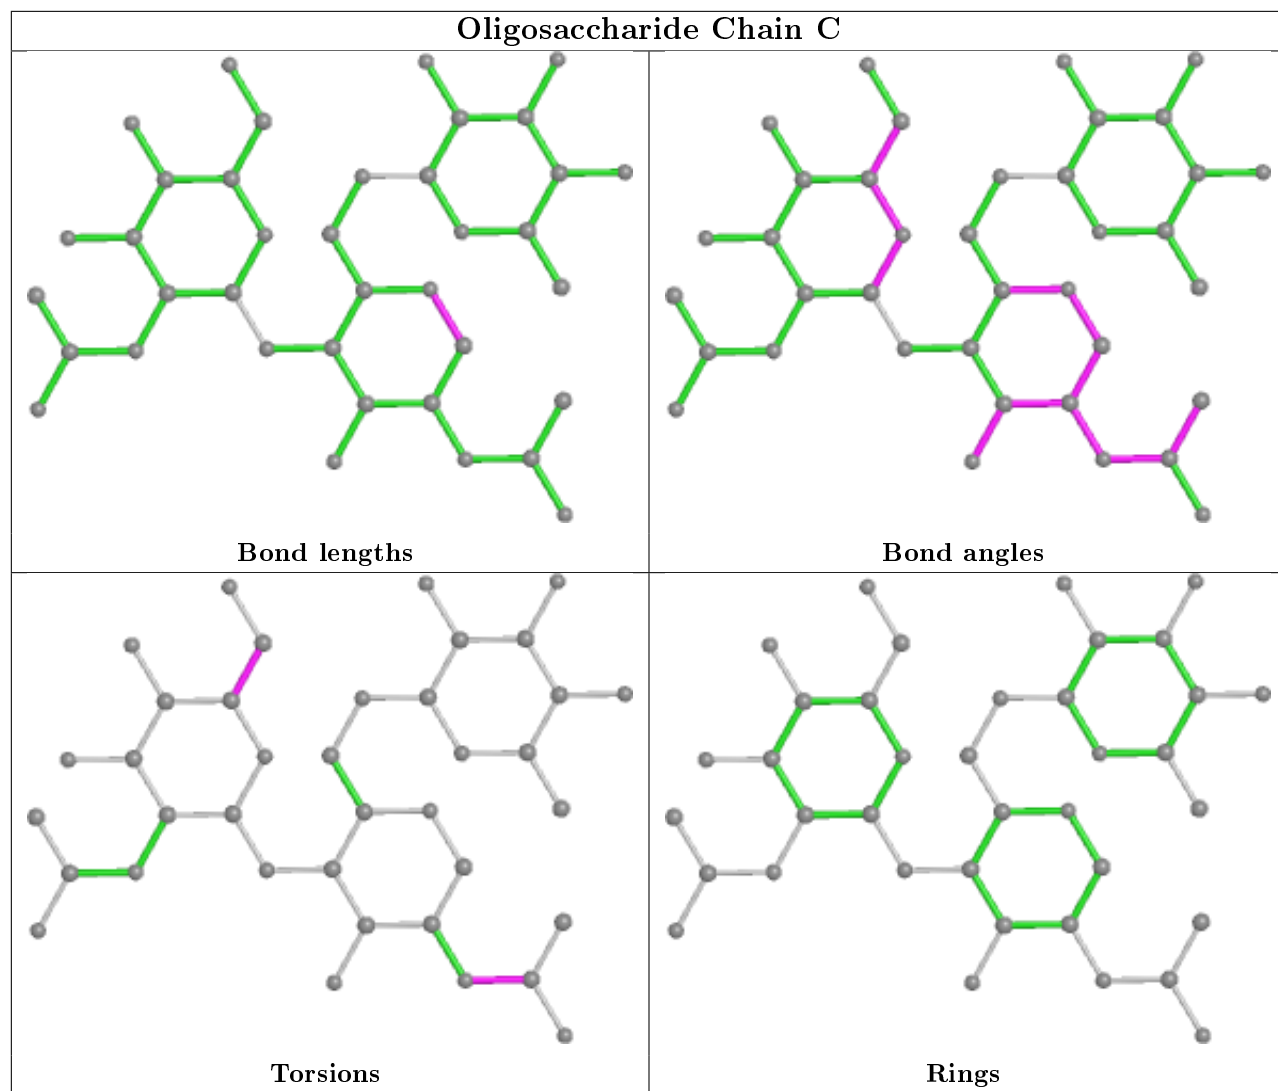 Oligosaccharide Chain C
Bond lengths
Bond angles
Torsions
Rings